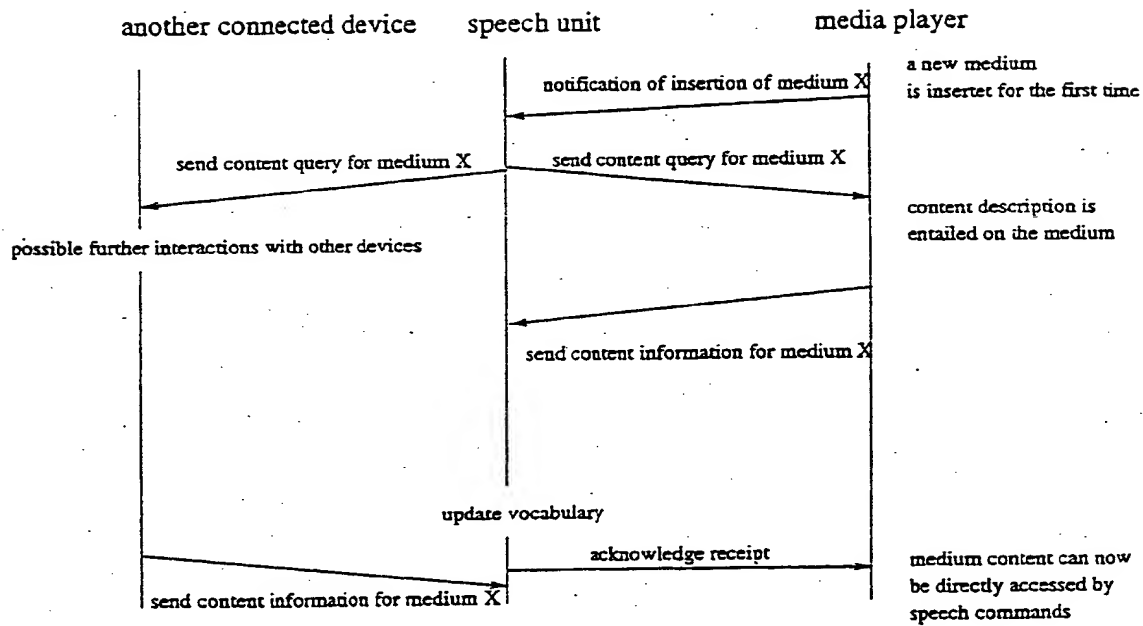 another connected device speech unit media player
a new medium
is insertet for the first time
notification of insertion of medium X
send content query for medium X
send content query for medium X
content description is
entailed on the medium
possible further interactions with other devices
send content information for medium X
update vocabulary
acknowledge receipt
medium content can now
be directly accessed by
speech commands
send content information for medium X